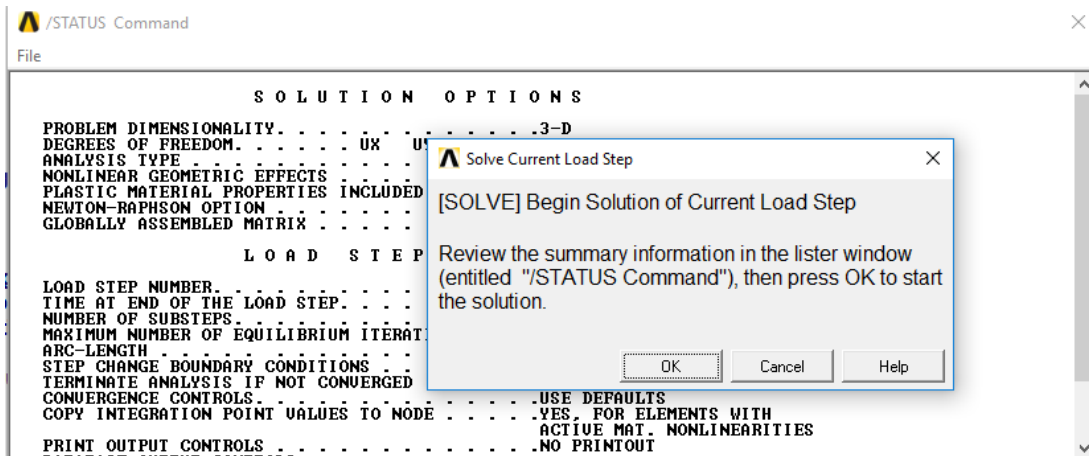 /STATUS Command
File
S O L U T I O N   O P T I O N S
PROBLEM DIMENSIONALITY. . . . . . . . . . . . .3-D
DEGREES OF FREEDOM. . . . . . UX
ANALYSIS TYPE . . . . . . . . .
NONLINEAR GEOMETRIC EFFECTS . . . .
PLASTIC MATERIAL PROPERTIES INCLUDED
NEWTON-RAPHSON OPTION . . . . . . .
GLOBALLY ASSEMBLED MATRIX . . . . .
L O A D   S T E P
LOAD STEP NUMBER. . . . . . . . . .
TIME AT END OF THE LOAD STEP. . . .
NUMBER OF SUBSTEPS. . . . . . . . .
MAXIMUM NUMBER OF EQUILIBRIUM
ARC-LENGTH . . . . . . . . . . . .
STEP CHANGE BOUNDARY CONDITIONS . .
TERMINATE ANALYSIS IF NOT CONVERGED
CONVERGENCE CONTROLS. . . . . . . . . . . . . .USE DEFAULTS
COPY INTEGRATION POINT VALUES TO NODE . . . . .YES, FOR ELEMENTS WITH
ACTIVE MAT. NONLINEARITIES
PRINT OUTPUT CONTROLS . . . . . . . . . . . . .NO PRINTOUT
Solve Current Load Step
[SOLVE] Begin Solution of Current Load Step
Review the summary information in the lister window
(entitled "/STATUS Command"), then press OK to start
the solution.
OK Cancel Help